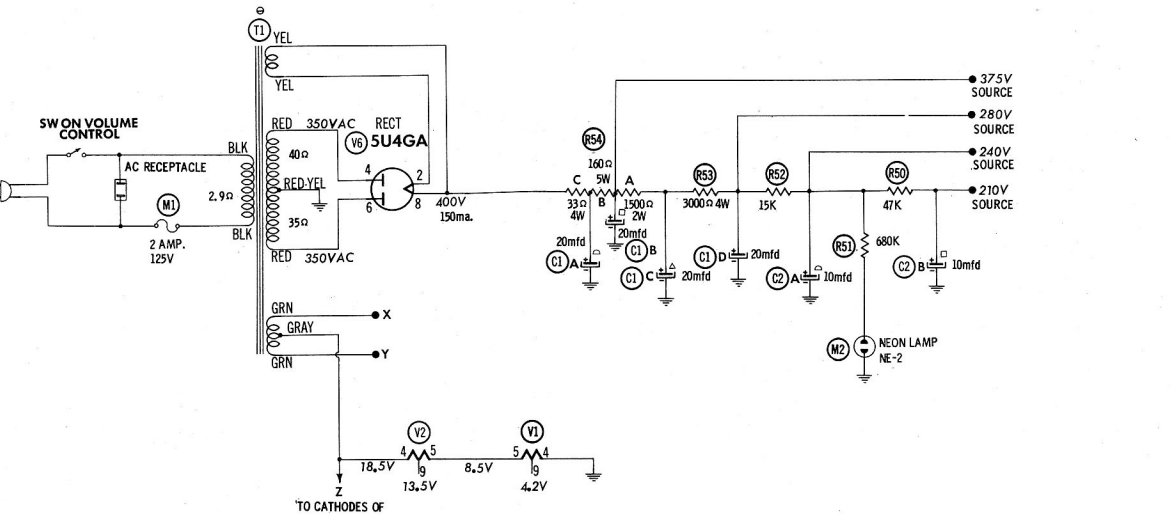 T1
YEL
YEL
375V
SOURCE
280V
SOURCE
SW ON VOLUME
CONTROL
RED 350VAC
RECT
V6 5U4GA
R54
160Ω
5W
BLK
AC RECEPTACLE
40Ω
4
2
240V
SOURCE
RED-YEL
C
B
A
R53
R52
R50
2.9Ω
M1
6
8
400V
150ma.
33Ω
4W
1500Ω
2W
3000Ω 4W
15K
47K
210V
SOURCE
35Ω
BLK
2 AMP.
125V
RED
350VAC
20mfd
20mfd
C1 B
C1 A
C1 C
20mfd
C1 D
20mfd
C2 A
10mfd
R51
680K
C2 B
10mfd
GRN
X
GRAY
Y
GRN
M2
NEON LAMP
NE-2
V2
V1
4
5
5
4
18.5V
9
8.5V
9
13.5V
4.2V
Z
TO CATHODES OF